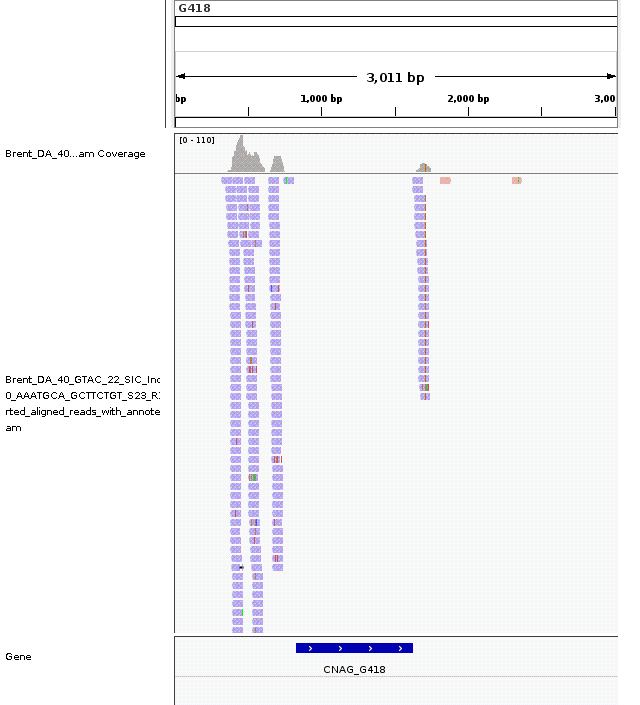 G418
3,011 bp
bp
1,000 bp
2,000 bp
3,00
[0 - 110]
Brent_DA_40...am Coverage
Brent_DA_40_GTAC_22_SIC_Inc
0_AAATGCA_GCTTCTGT_S23_R
rted_aligned_reads_with_annote
am
Gene
CNAG_G418